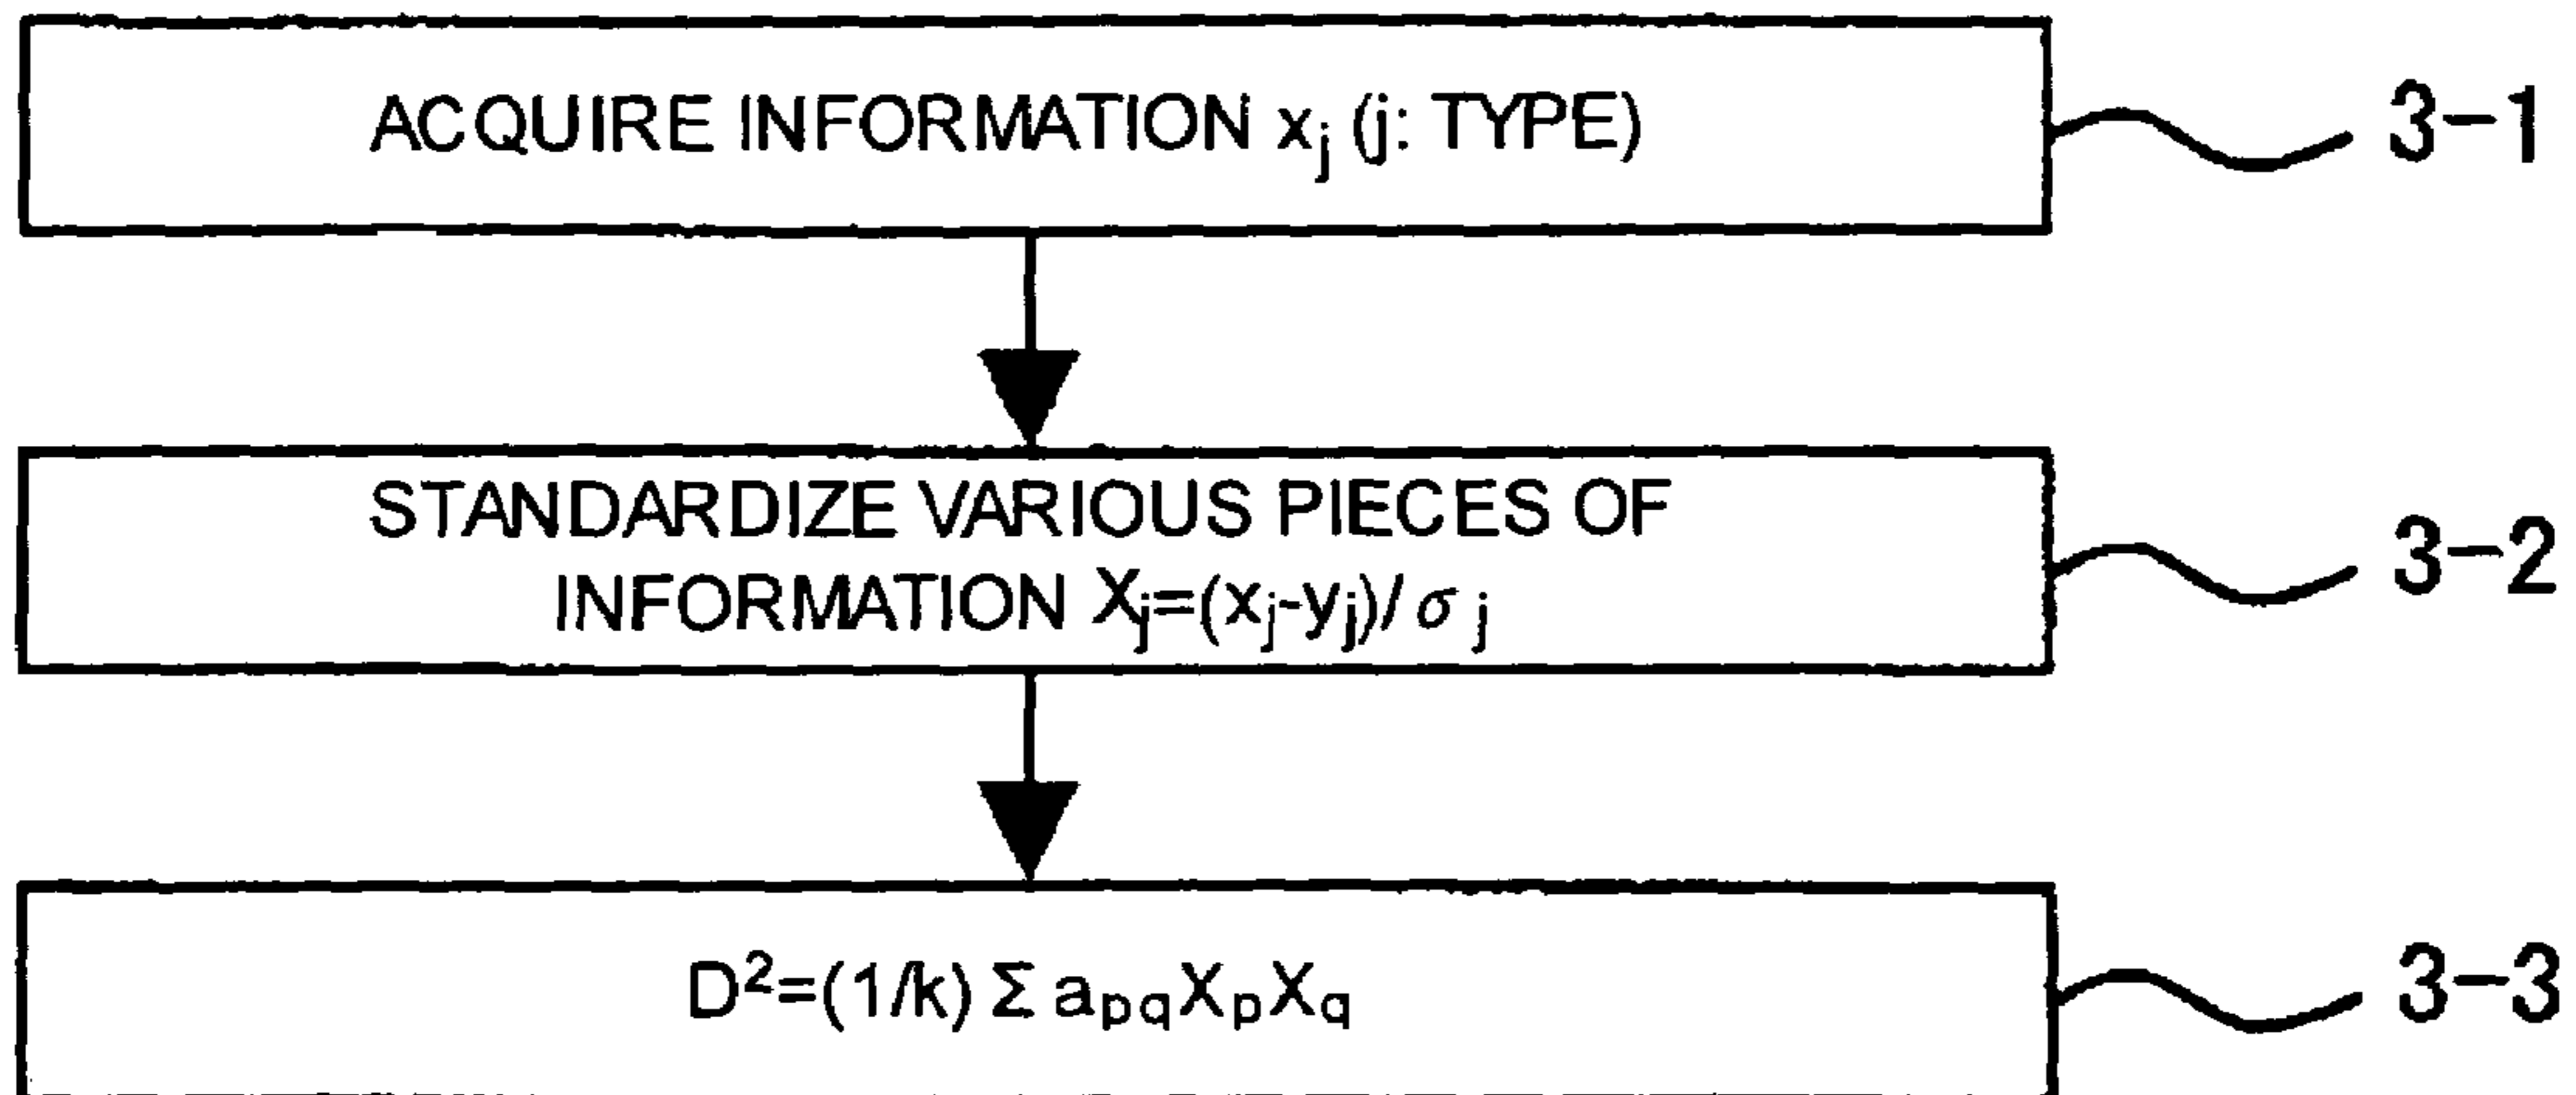 ACQUIRE INFORMATION xj (j: TYPE)
3-1
STANDARDIZE VARIOUS PIECES OF
INFORMATION Xj=(xj-yj)/σj
3-2
D²=(1/k) Σ apqXpXq
3-3